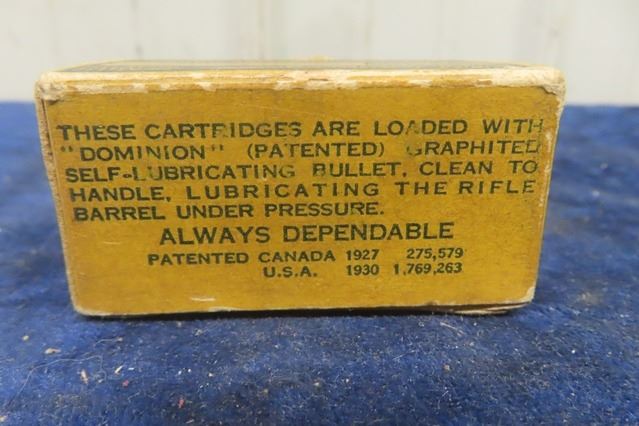 THESE CARTRIDGES ARE LOADED WITH
"DOMINION" (PATENTED) GRAPHITED
SELF-LUBRICATING BULLET, CLEAN TO
HANDLE, LUBRICATING THE RIFLE
BARREL UNDER PRESSURE.
ALWAYS DEPENDABLE
PATENTED CANADA 1927 275,579
U.S.A. 1930 1,769,263